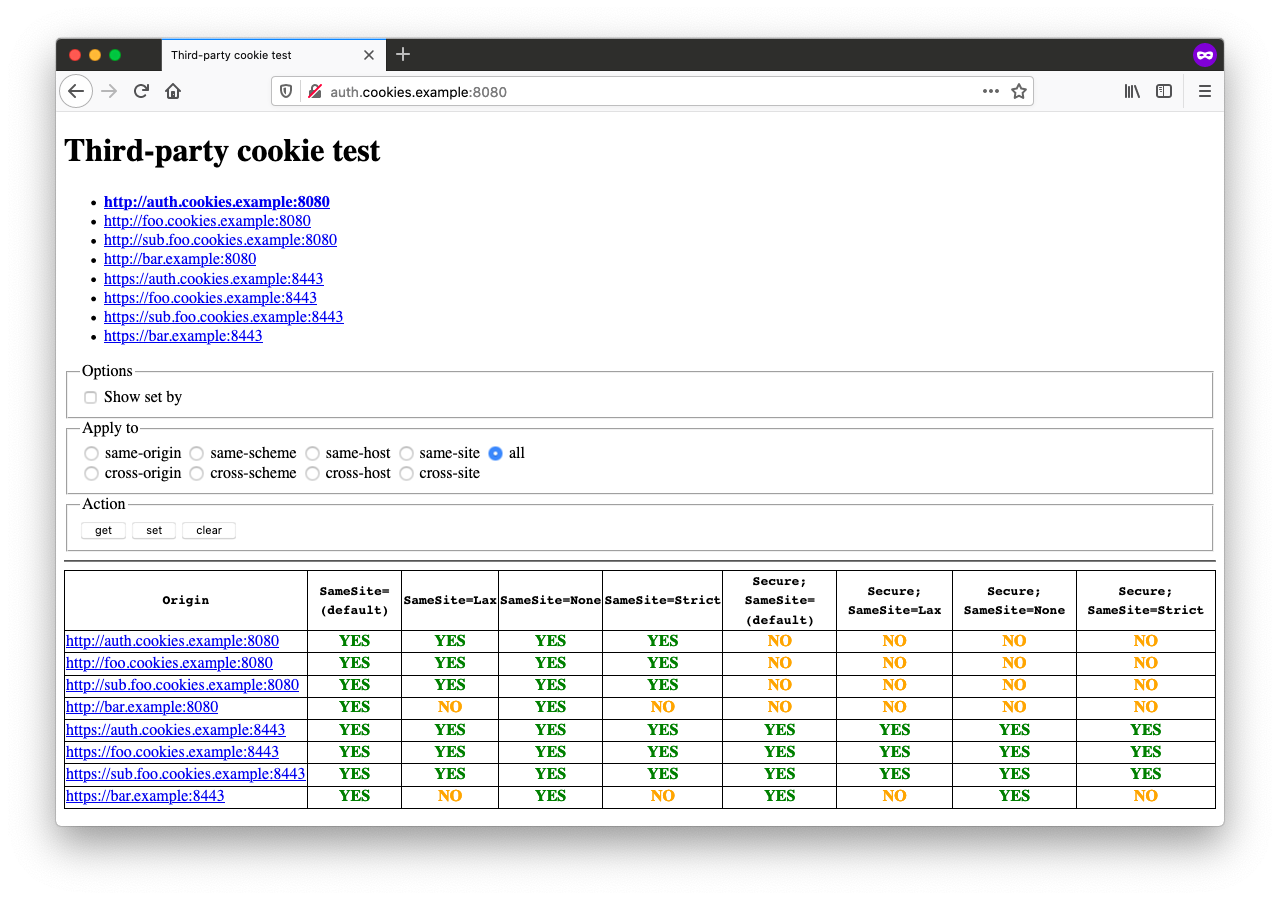 Third-party cookie test
auth.cookies.example:8080
Third-party cookie test
http://auth.cookies.example:8080
http://foo.cookies.example:8080
http://sub.foo.cookies.example:8080
http://bar.example:8080
https://auth.cookies.example:8443
https://foo.cookies.example:8443
https://sub.foo.cookies.example:8443
https://bar.example:8443
Options
Show set by
Apply to
same-origin same-scheme same-host same-site all
cross-origin cross-scheme cross-host cross-site
Action
get set clear
Origin SameSite= (default) SameSite=Lax SameSite=None SameSite=Strict Secure; SameSite= (default) Secure; SameSite=Lax Secure; SameSite=None Secure; SameSite=Strict
http://auth.cookies.example:8080 YES YES YES YES NO NO NO NO
http://foo.cookies.example:8080 YES YES YES YES NO NO NO NO
http://sub.foo.cookies.example:8080 YES YES YES YES NO NO NO NO
http://bar.example:8080 YES NO YES NO NO NO NO NO
https://auth.cookies.example:8443 YES YES YES YES YES YES YES YES
https://foo.cookies.example:8443 YES YES YES YES YES YES YES YES
https://sub.foo.cookies.example:8443 YES YES YES YES YES YES YES YES
https://bar.example:8443 YES NO YES NO YES NO YES NO